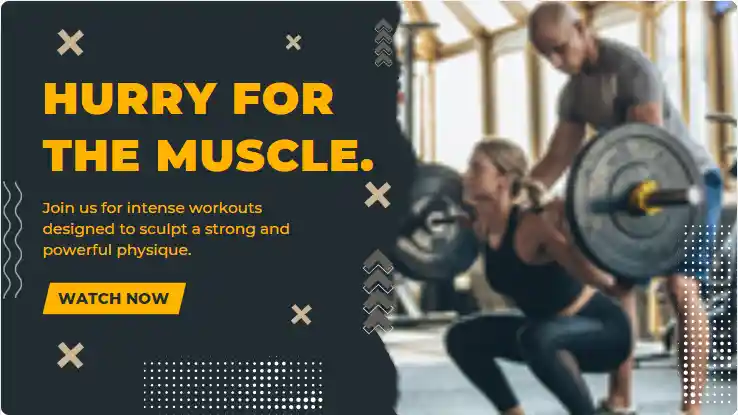 HURRY FOR
THE MUSCLE.
Join us for intense workouts
designed to sculpt a strong and
powerful physique.
WATCH NOW